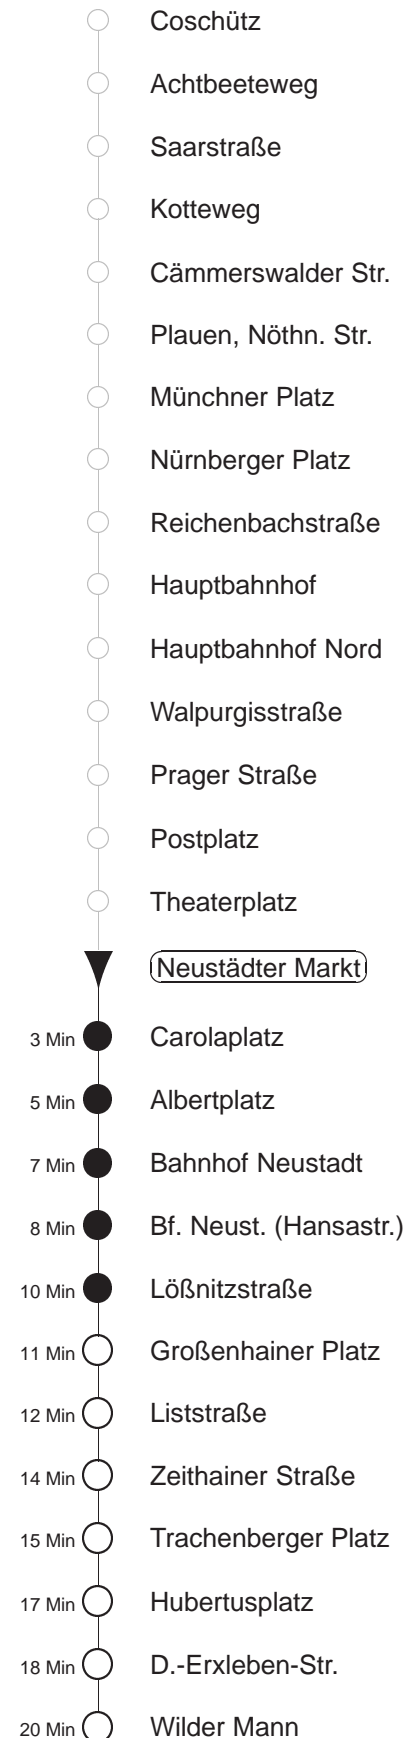 Coschütz
Achtbeeteweg
Saarstraße
Kotteweg
Cämmerswalder Str.
Plauen, Nöthn. Str.
Münchner Platz
Nürnberger Platz
Reichenbachstraße
Hauptbahnhof
Hauptbahnhof Nord
Walpurgisstraße
Prager Straße
Postplatz
Theaterplatz
Neustädter Markt
3 Min Carolaplatz
5 Min Albertplatz
7 Min Bahnhof Neustadt
8 Min Bf. Neust. (Hansastr.)
10 Min Lößnitzstraße
11 Min Großenhainer Platz
12 Min Liststraße
14 Min Zeithainer Straße
15 Min Trachenberger Platz
17 Min Hubertusplatz
18 Min D.-Erxleben-Str.
20 Min Wilder Mann